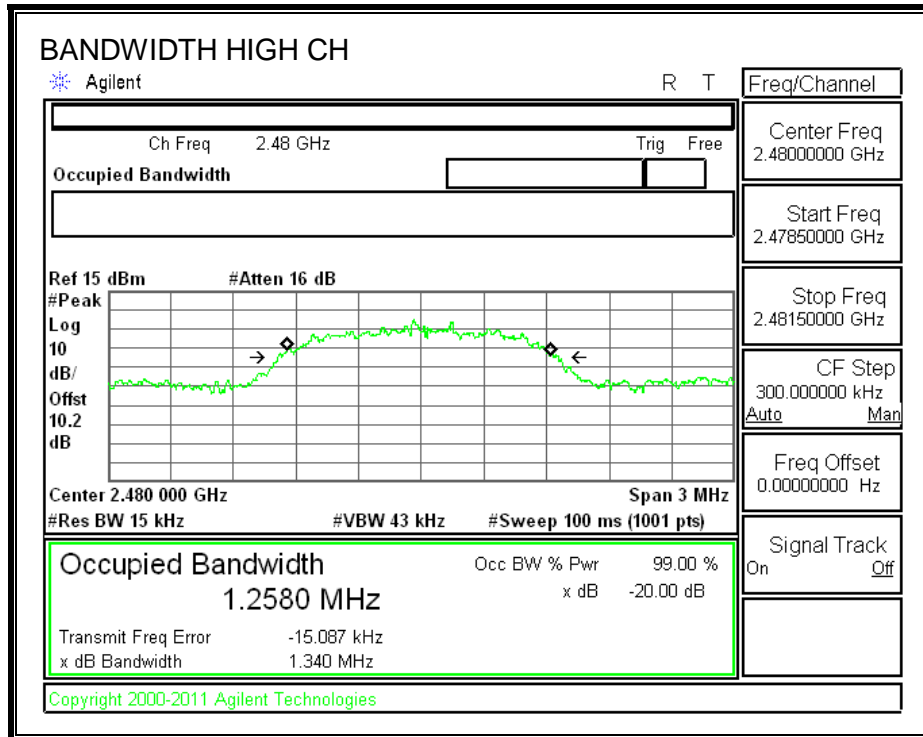 BANDWIDTH HIGH CH
Agilent R T
Freq/Channel
Ch Freq 2.48 GHz Trig Free
Occupied Bandwidth
Center Freq
2.48000000 GHz
Start Freq
2.47850000 GHz
Stop Freq
2.48150000 GHz
CF Step
300.000000 kHz
Auto Man
Freq Offset
0.00000000 Hz
Signal Track
On Off
Ref 15 dBm #Atten 16 dB
#Peak
Log
10
dB/
Offst
10.2
dB
Center 2.480 000 GHz Span 3 MHz
#Res BW 15 kHz #VBW 43 kHz #Sweep 100 ms (1001 pts)
Occupied Bandwidth Occ BW % Pwr 99.00 %
1.2580 MHz x dB -20.00 dB
Transmit Freq Error -15.087 kHz
x dB Bandwidth 1.340 MHz
Copyright 2000-2011 Agilent Technologies